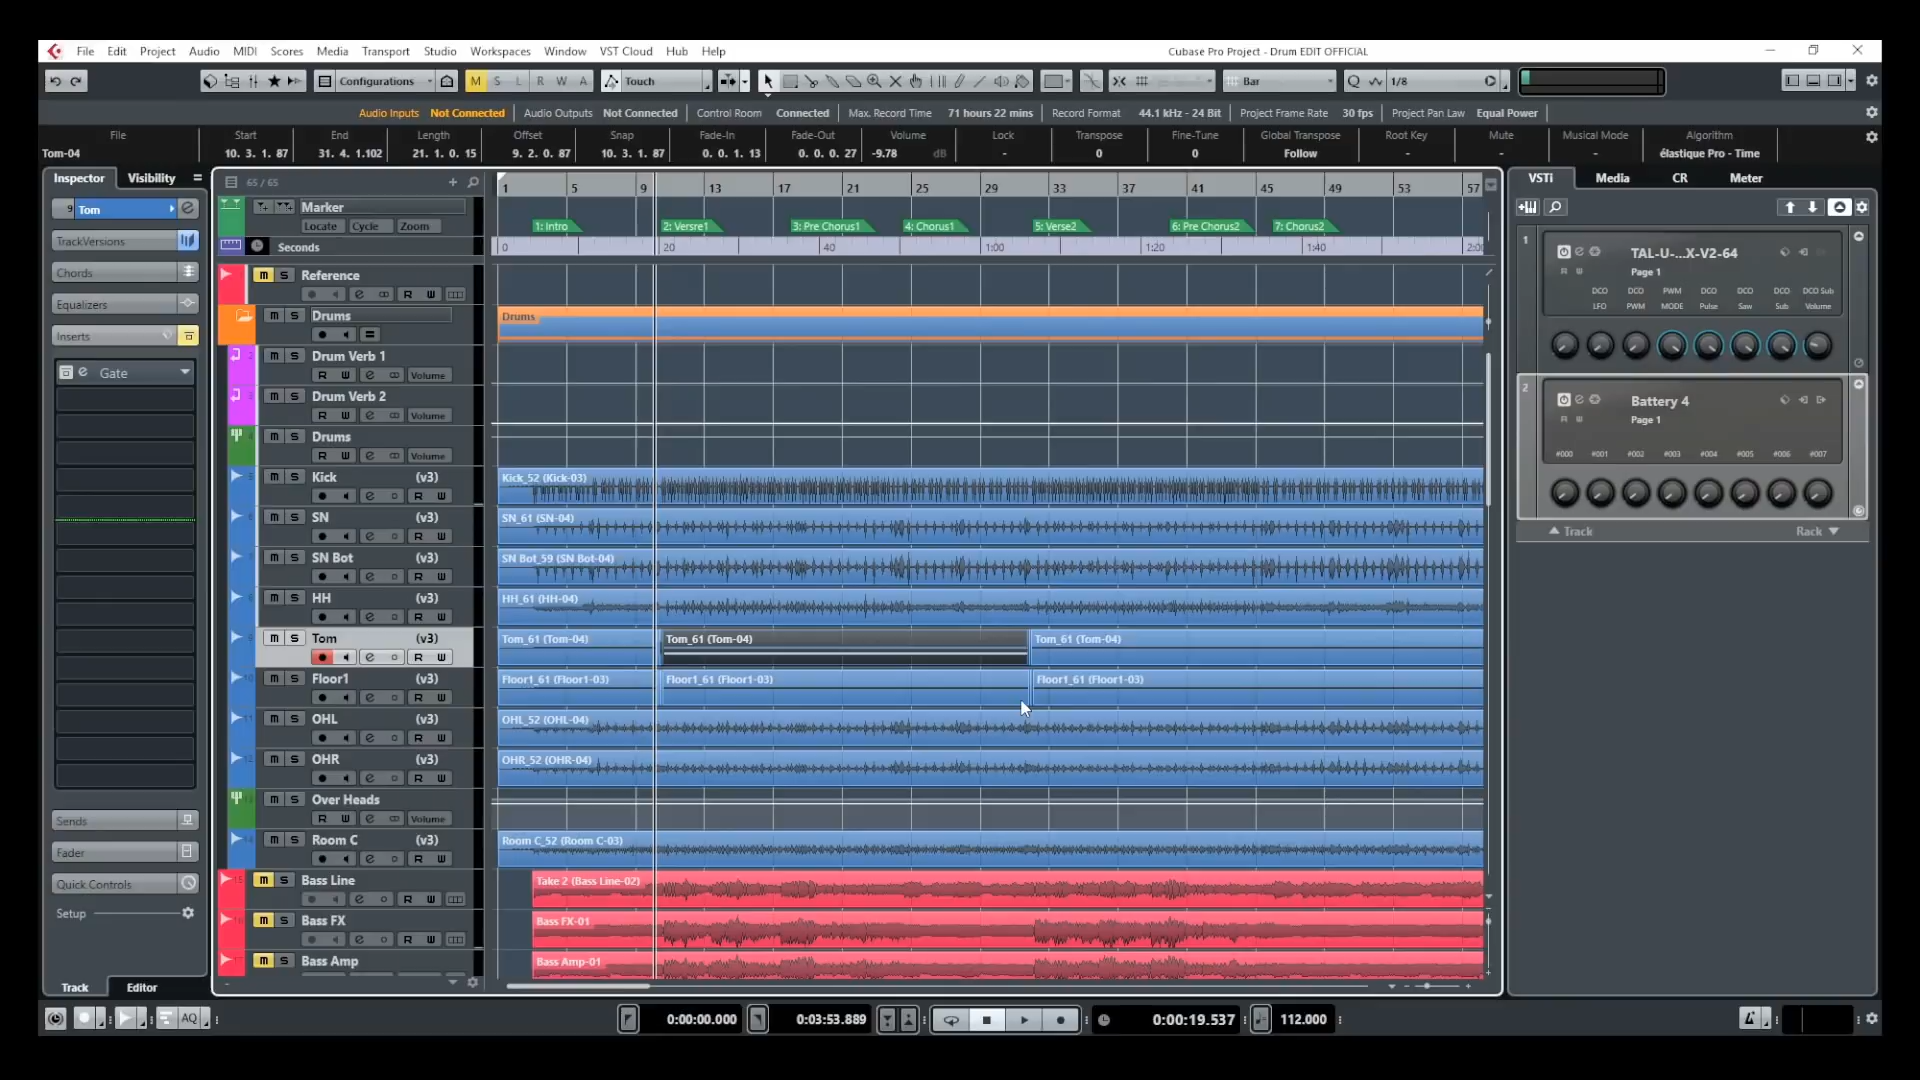 File Edit Project Audio MIDI Scores Media Transport Studio Workspaces Window VST Cloud Hub Help
Cubase Pro Project - Drum EDIT OFFICIAL
Configurations M S L R W A Touch Bar Q 1/8
Audio Inputs Not Connected Audio Outputs Not Connected Control Room Connected Max. Record Time 71 hours 22 mins Record Format 44.1 kHz - 24 Bit Project Frame Rate 30 fps Project Pan Law Equal Power
File Start End Length Offset Snap Fade-In Fade-Out Volume Lock Transpose Fine-Tune Global Transpose Root Key Mute Musical Mode Algorithm
Tom-04 10. 3. 1. 87 31. 4. 1.102 21. 1. 0. 15 9. 2. 0. 87 10. 3. 1. 87 0. 0. 1. 13 0. 0. 0. 27 -9.78 dB - 0 0 Follow - - - élastique Pro - Time
Inspector Visibility
9 Tom
TrackVersions
Chords
Equalizers
Inserts
Gate
Sends
Fader
Quick Controls
Setup
Track Editor
65 / 65
1 5 9 13 17 21 25 29 33 37 41 45 49 53 57
Marker
Locate Cycle Zoom
1: Intro 2: Versre1 3: Pre Chorus1 4: Chorus1 5: Verse2 6: Pre Chorus2 7: Chorus2
Seconds
0 20 40 1:00 1:20 1:40 2:00
m S Reference
R W
m S Drums
Drums
m S Drum Verb 1
R W Volume
m S Drum Verb 2
R W Volume
m S Drums
R W Volume
m S Kick (v3)
R W
Kick_52 (Kick-03)
m S SN (v3)
R W
SN_61 (SN-04)
m S SN Bot (v3)
R W
SN Bot_59 (SN Bot-04)
m S HH (v3)
R W
HH_61 (HH-04)
m S Tom (v3)
R W
Tom_61 (Tom-04) Tom_61 (Tom-04) Tom_61 (Tom-04)
m S Floor1 (v3)
R W
Floor1_61 (Floor1-03) Floor1_61 (Floor1-03) Floor1_61 (Floor1-03)
m S OHL (v3)
R W
OHL_52 (OHL-04)
m S OHR (v3)
R W
OHR_52 (OHR-04)
m S Over Heads
R W Volume
m S Room C (v3)
R W
Room C_52 (Room C-03)
m S Bass Line
R W
Take 2 (Bass Line-02)
m S Bass FX
R W
Bass FX-01
m S Bass Amp
Bass Amp-01
VSTi Media CR Meter
1 TAL-U-...X-V2-64
R W Page 1
DCO DCO PWM DCO DCO DCO DCO Sub
LFO PWM MODE Pulse Saw Sub Volume
2 Battery 4
R W Page 1
#000 #001 #002 #003 #004 #005 #006 #007
Track Rack
AQ 0:00:00.000 0:03:53.889 0:00:19.537 112.000